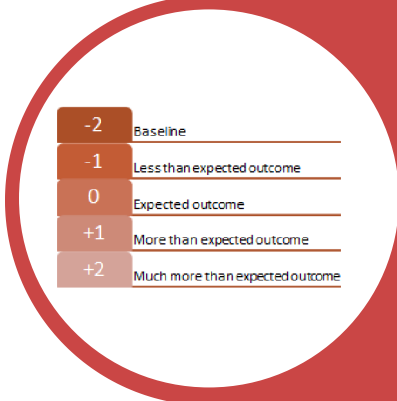 -2 Baseline
-1 Less than expected outcome
0 Expected outcome
+1 More than expected outcome
+2 Much more than expected outcome